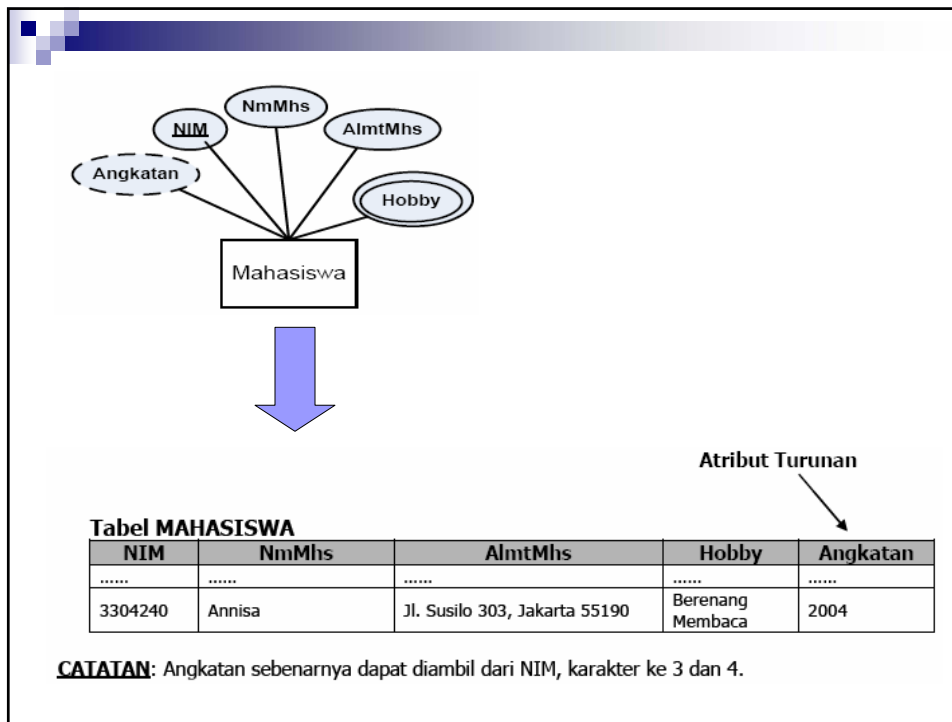 NmMhs
NIM
AlmtMhs
Angkatan
Hobby
Mahasiswa
Atribut Turunan
Tabel MAHASISWA
NIM NmMhs AlmtMhs Hobby Angkatan
...... ...... ...... ...... ......
3304240 Annisa Jl. Susilo 303, Jakarta 55190 Berenang 2004
Membaca
CATATAN: Angkatan sebenarnya dapat diambil dari NIM, karakter ke 3 dan 4.